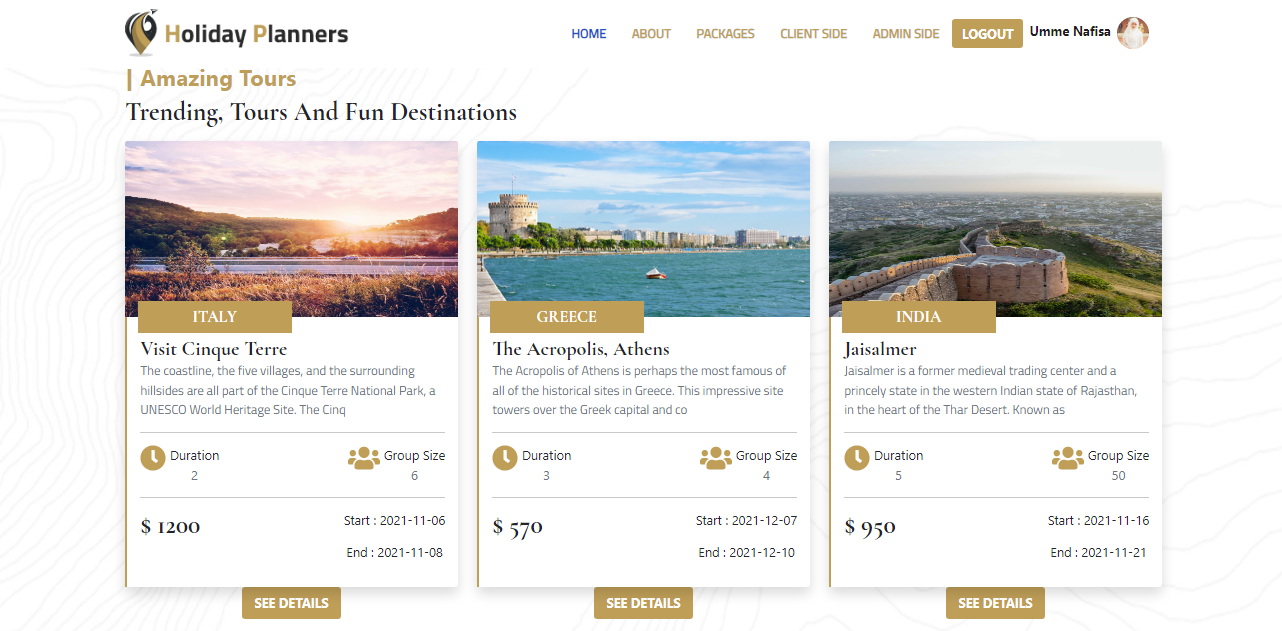 Holiday Planners
HOME ABOUT PACKAGES CLIENT SIDE ADMIN SIDE LOGOUT Umme Nafisa
| Amazing Tours
Trending, Tours And Fun Destinations
ITALY
Visit Cinque Terre
The coastline, the five villages, and the surrounding
hillsides are all part of the Cinque Terre National Park, a
UNESCO World Heritage Site. The Cinq
Duration Group Size
2 6
$ 1200 Start : 2021-11-06
End : 2021-11-08
SEE DETAILS
GREECE
The Acropolis, Athens
The Acropolis of Athens is perhaps the most famous of
all of the historical sites in Greece. This impressive site
towers over the Greek capital and co
Duration Group Size
3 4
$ 570 Start : 2021-12-07
End : 2021-12-10
SEE DETAILS
INDIA
Jaisalmer
Jaisalmer is a former medieval trading center and a
princely state in the western Indian state of Rajasthan,
in the heart of the Thar Desert. Known as
Duration Group Size
5 50
$ 950 Start : 2021-11-16
End : 2021-11-21
SEE DETAILS